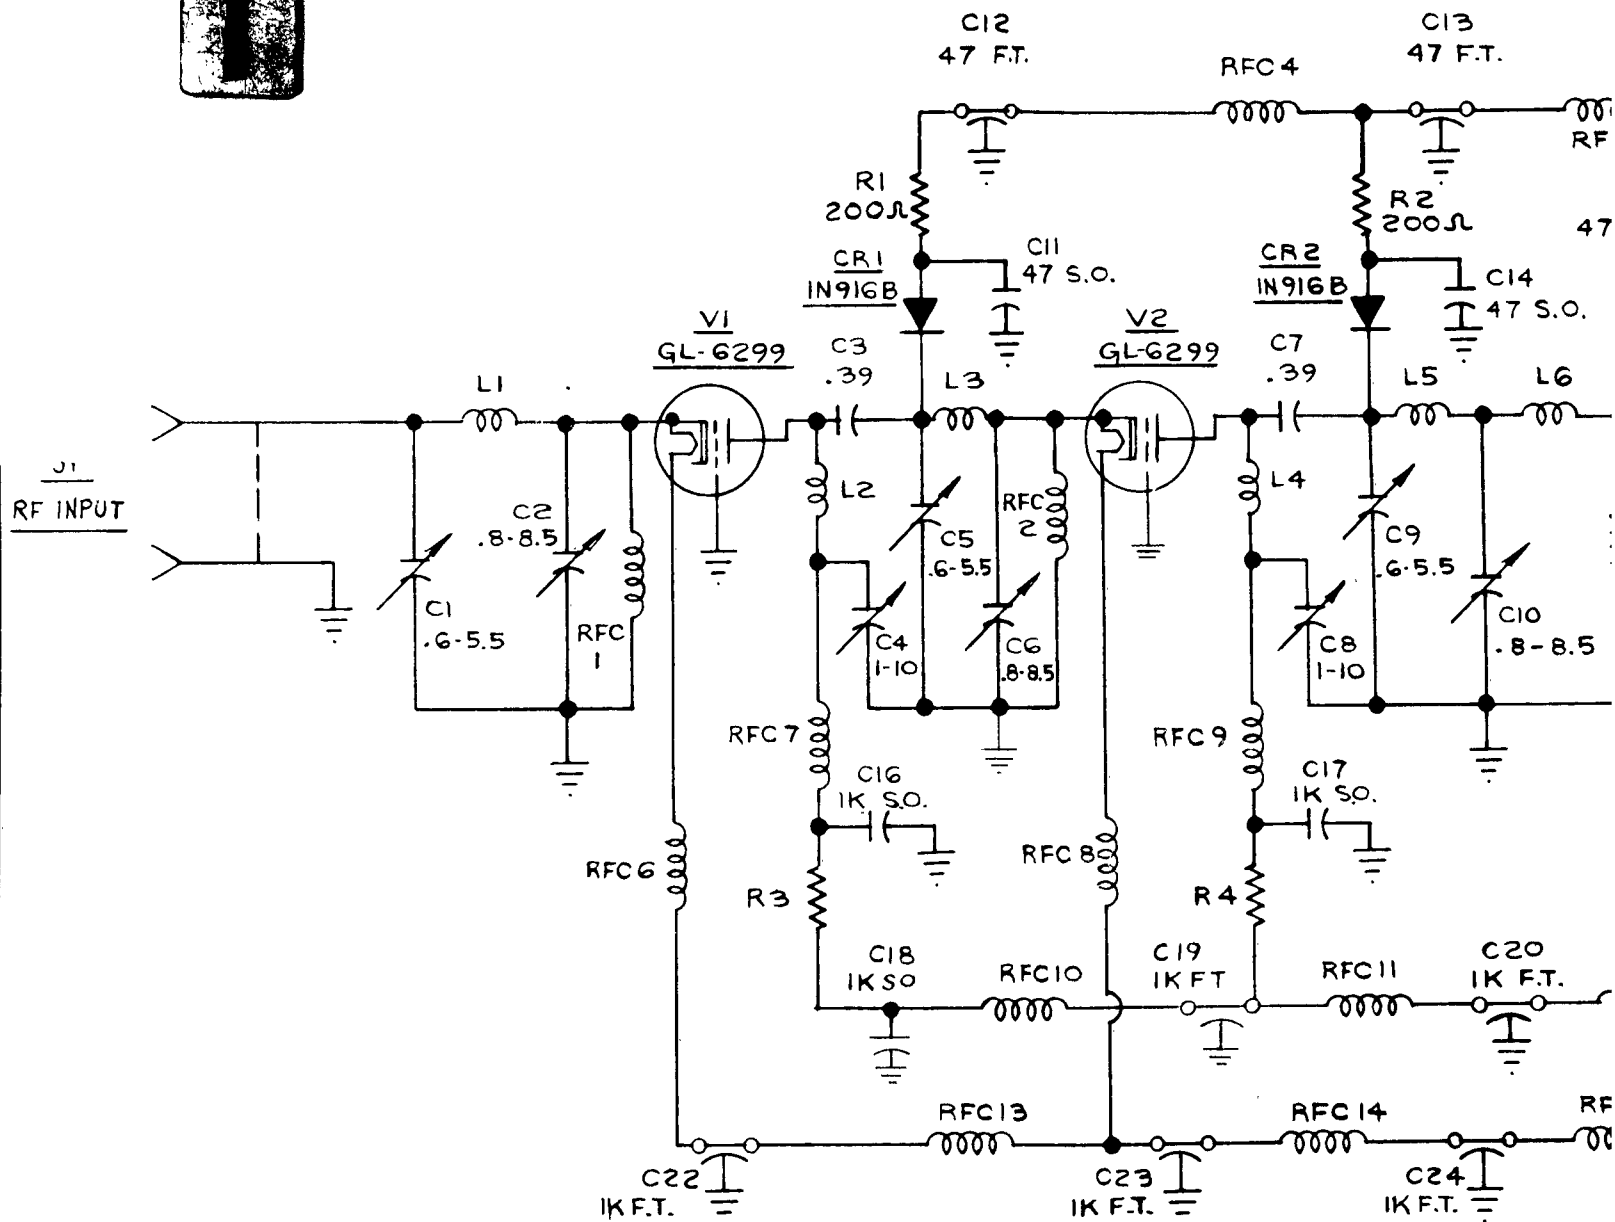 C12
47 F.T.
C13
47 F.T.
RFC4
RF
R1
200Ω
R2
200Ω
47
CR1
1N916B
C11
47 S.O.
CR2
1N916B
C14
47 S.O.
V1
GL-6299
C3
.39
V2
GL-6299
C7
.39
L1
L3
L5
L6
J1
RF INPUT
C2
.8-8.5
L2
RFC
2
C5
.6-5.5
L4
C9
.6-5.5
C1
.6-5.5
RFC
1
C4
1-10
C6
.8-8.5
C8
1-10
C10
.8-8.5
RFC7
RFC9
C16
1K S.O.
C17
1K S.O.
RFC6
R3
RFC8
R4
C18
1K SO
RFC10
C19
1K FT
RFC11
C20
1K F.T.
RFC13
RFC14
RF
C22
1K F.T.
C23
1K F.T.
C24
1K F.T.